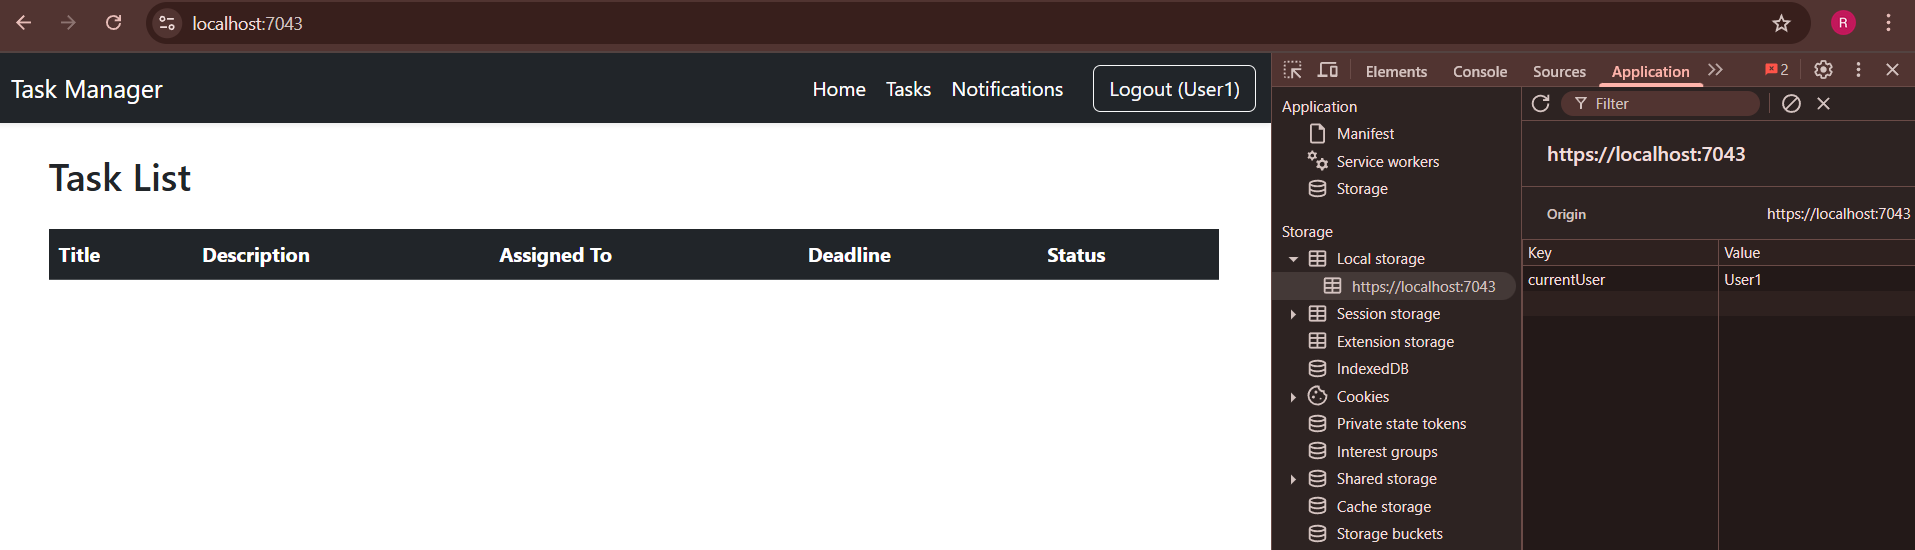 localhost:7043
R
Task Manager
Home Tasks Notifications Logout (User1)
Task List
Title Description Assigned To Deadline Status
Elements Console Sources Application 2
Application
Manifest
Service workers
Storage
Storage
Local storage
https://localhost:7043
Session storage
Extension storage
IndexedDB
Cookies
Private state tokens
Interest groups
Shared storage
Cache storage
Storage buckets
Filter
https://localhost:7043
Origin https://localhost:7043
Key Value
currentUser User1